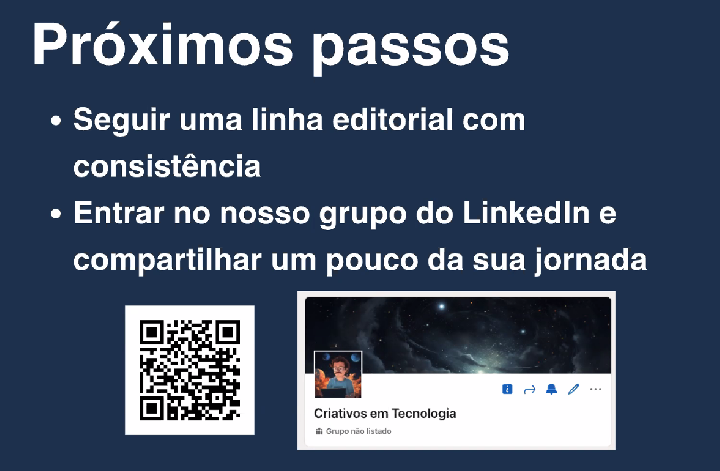 Próximos passos
• Seguir uma linha editorial com
consistência
• Entrar no nosso grupo do LinkedIn e
compartilhar um pouco da sua jornada
Criativos em Tecnologia
Grupo não listado